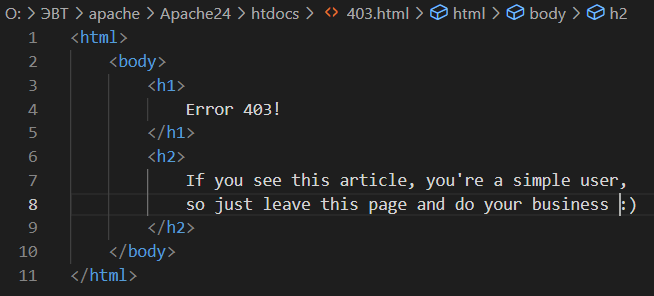 O: > ЭВТ > apache > Apache24 > htdocs > <> 403.html > html > body > h2
1 <html>
2 <body>
3 <h1>
4 Error 403!
5 </h1>
6 <h2>
7 If you see this article, you're a simple user,
8 so just leave this page and do your business :)
9 </h2>
10 </body>
11 </html>